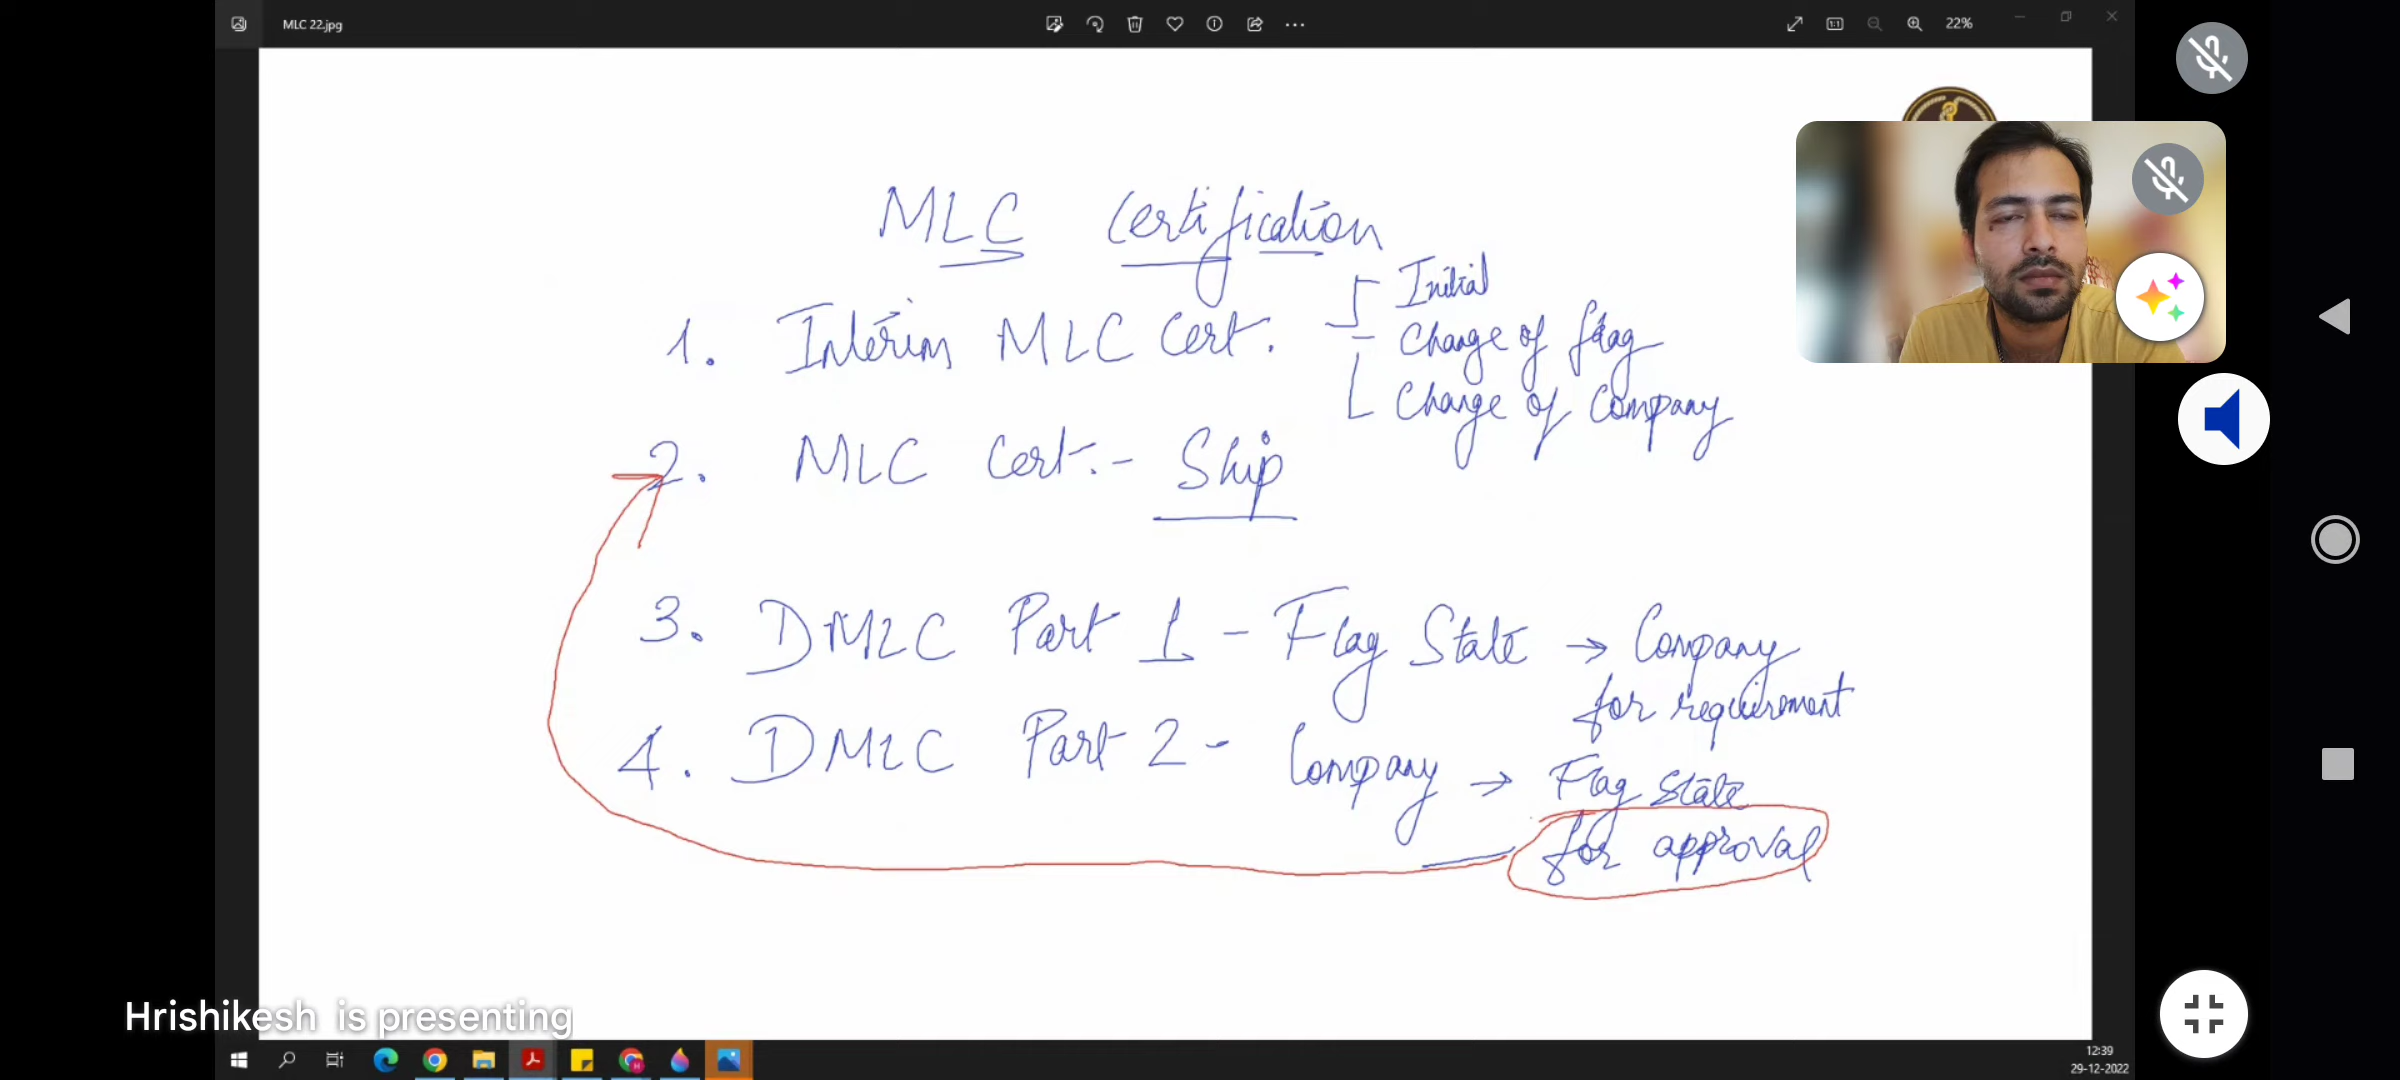 MLC 22.jpg
22%
MLC Certification
1. Interim MLC Cert.
Initial
Change of flag
Change of Company
2. MLC Cert.- Ship
3. DMLC Part 1 - Flag State → Company
for requirement
4. DMLC Part 2 - Company → Flag State
for approval
Hrishikesh is presenting
12:39
29-12-2022